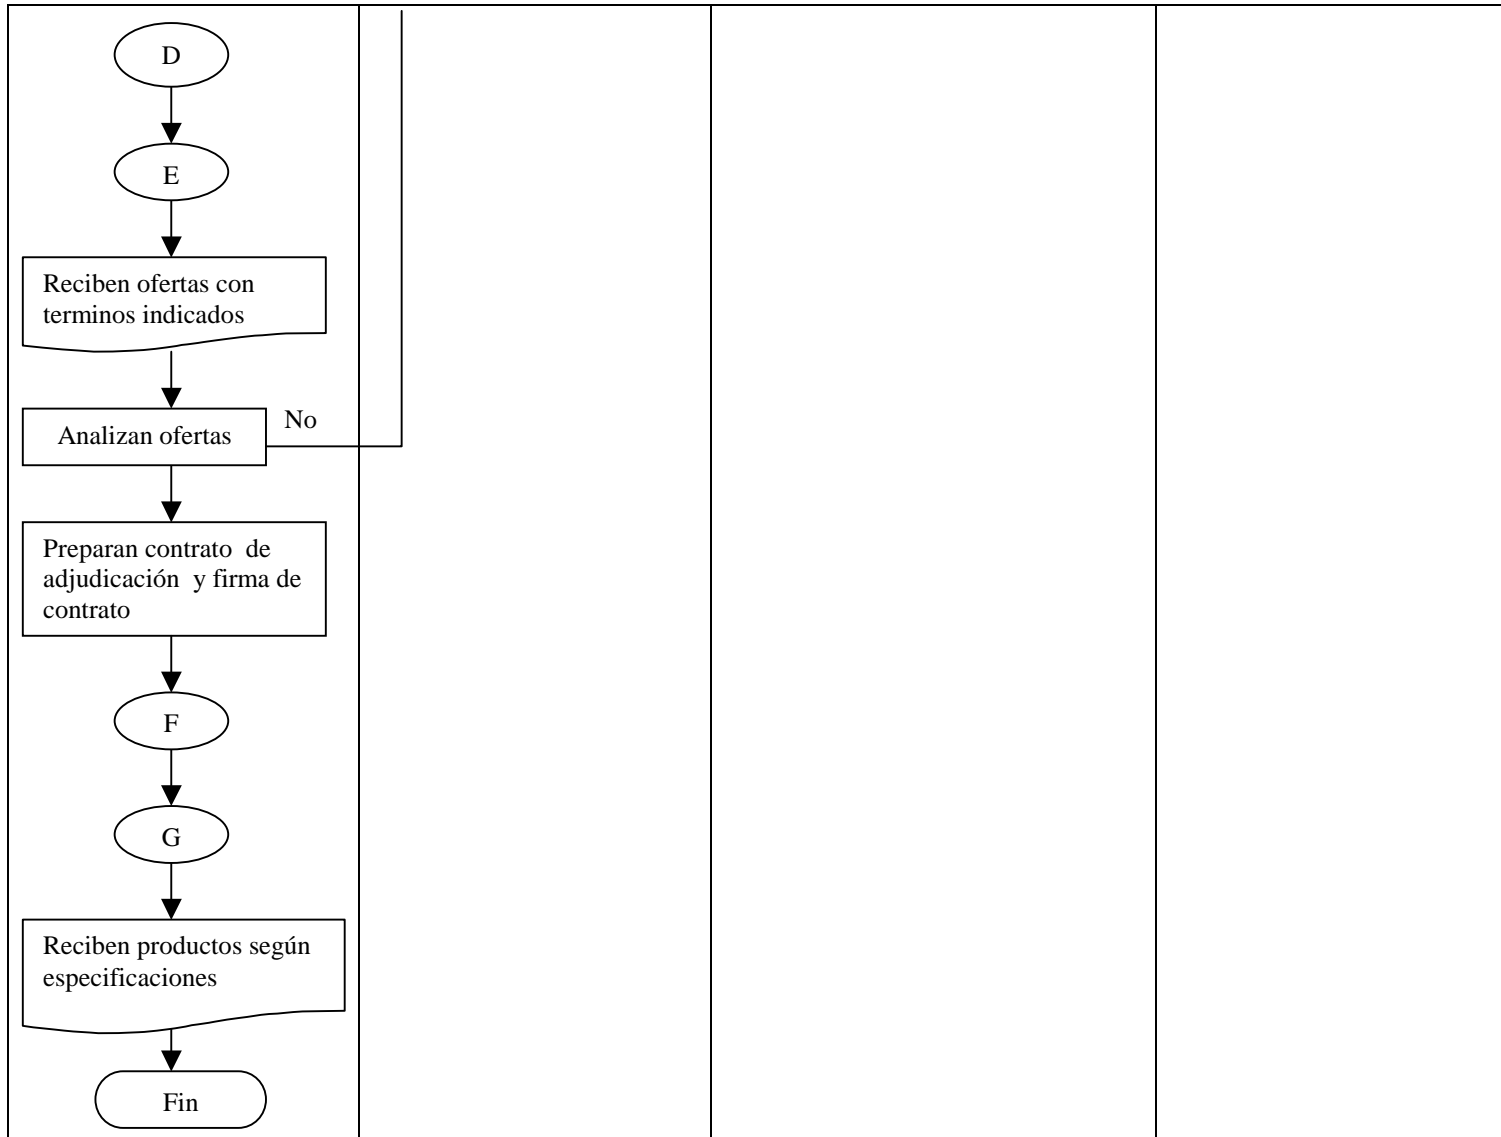 D
E
Reciben ofertas con
terminos indicados
Analizan ofertas
No
Preparan contrato  de
adjudicación  y firma de
contrato
F
G
Reciben productos según
especificaciones
Fin